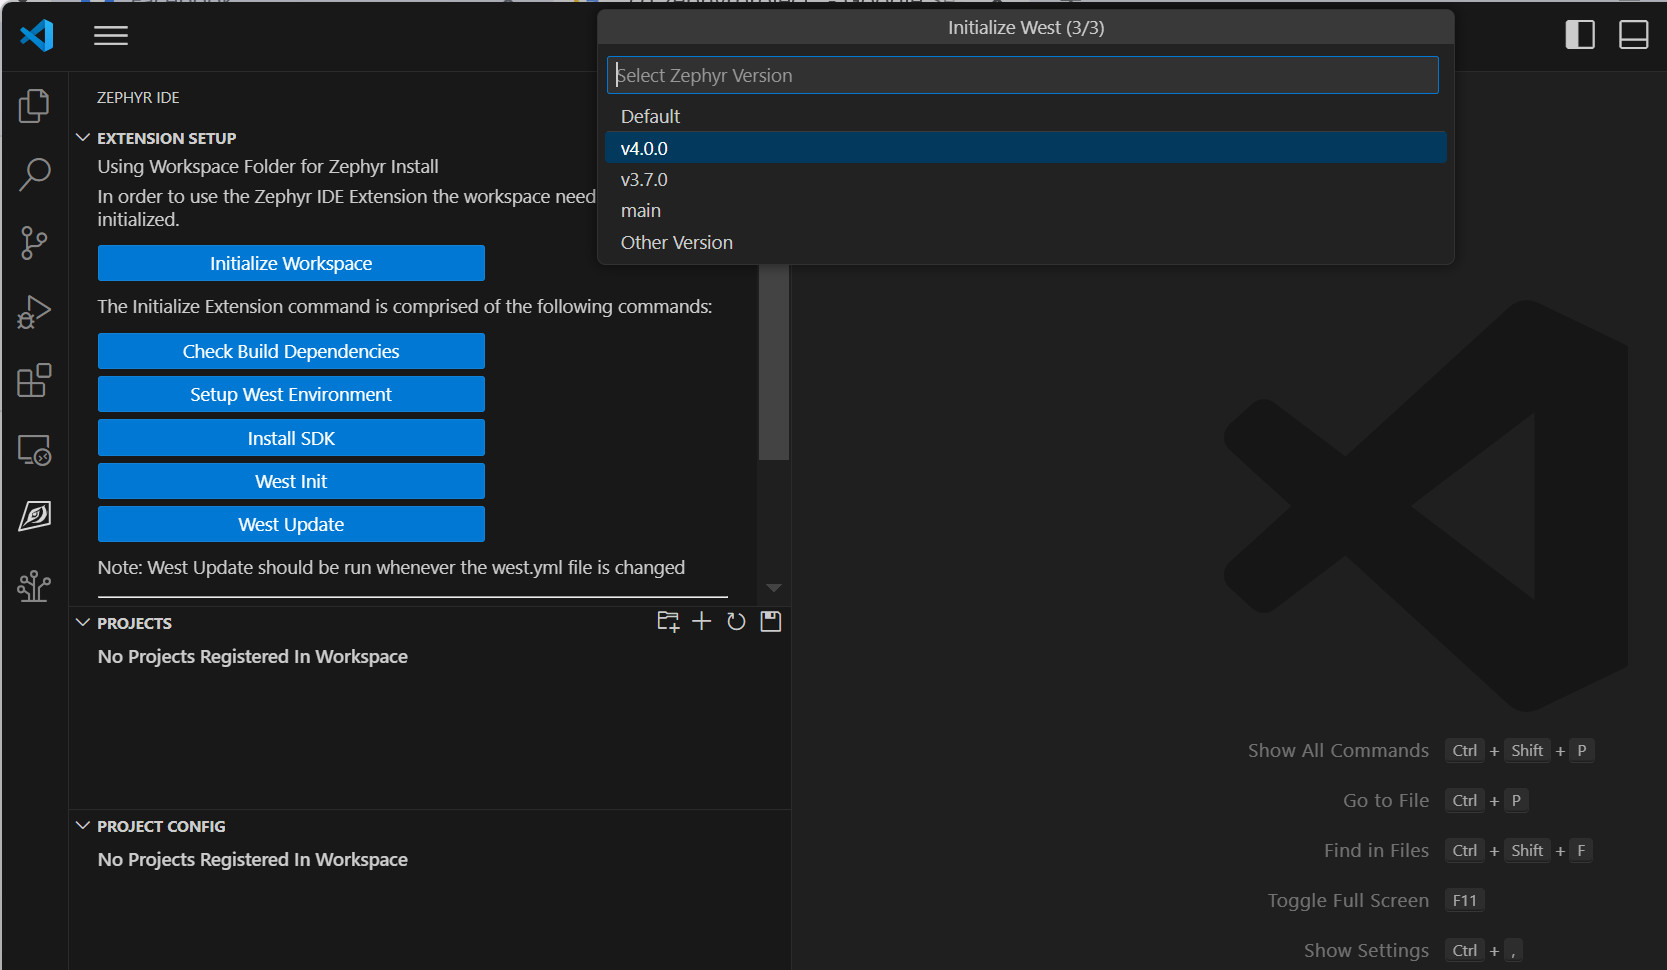 Initialize West (3/3)
Select Zephyr Version
Default
v4.0.0
v3.7.0
main
Other Version
ZEPHYR IDE
EXTENSION SETUP
Using Workspace Folder for Zephyr Install
In order to use the Zephyr IDE Extension the workspace need
initialized.
Initialize Workspace
The Initialize Extension command is comprised of the following commands:
Check Build Dependencies
Setup West Environment
Install SDK
West Init
West Update
Note: West Update should be run whenever the west.yml file is changed
PROJECTS
No Projects Registered In Workspace
PROJECT CONFIG
No Projects Registered In Workspace
Show All Commands Ctrl + Shift + P
Go to File Ctrl + P
Find in Files Ctrl + Shift + F
Toggle Full Screen F11
Show Settings Ctrl + ,